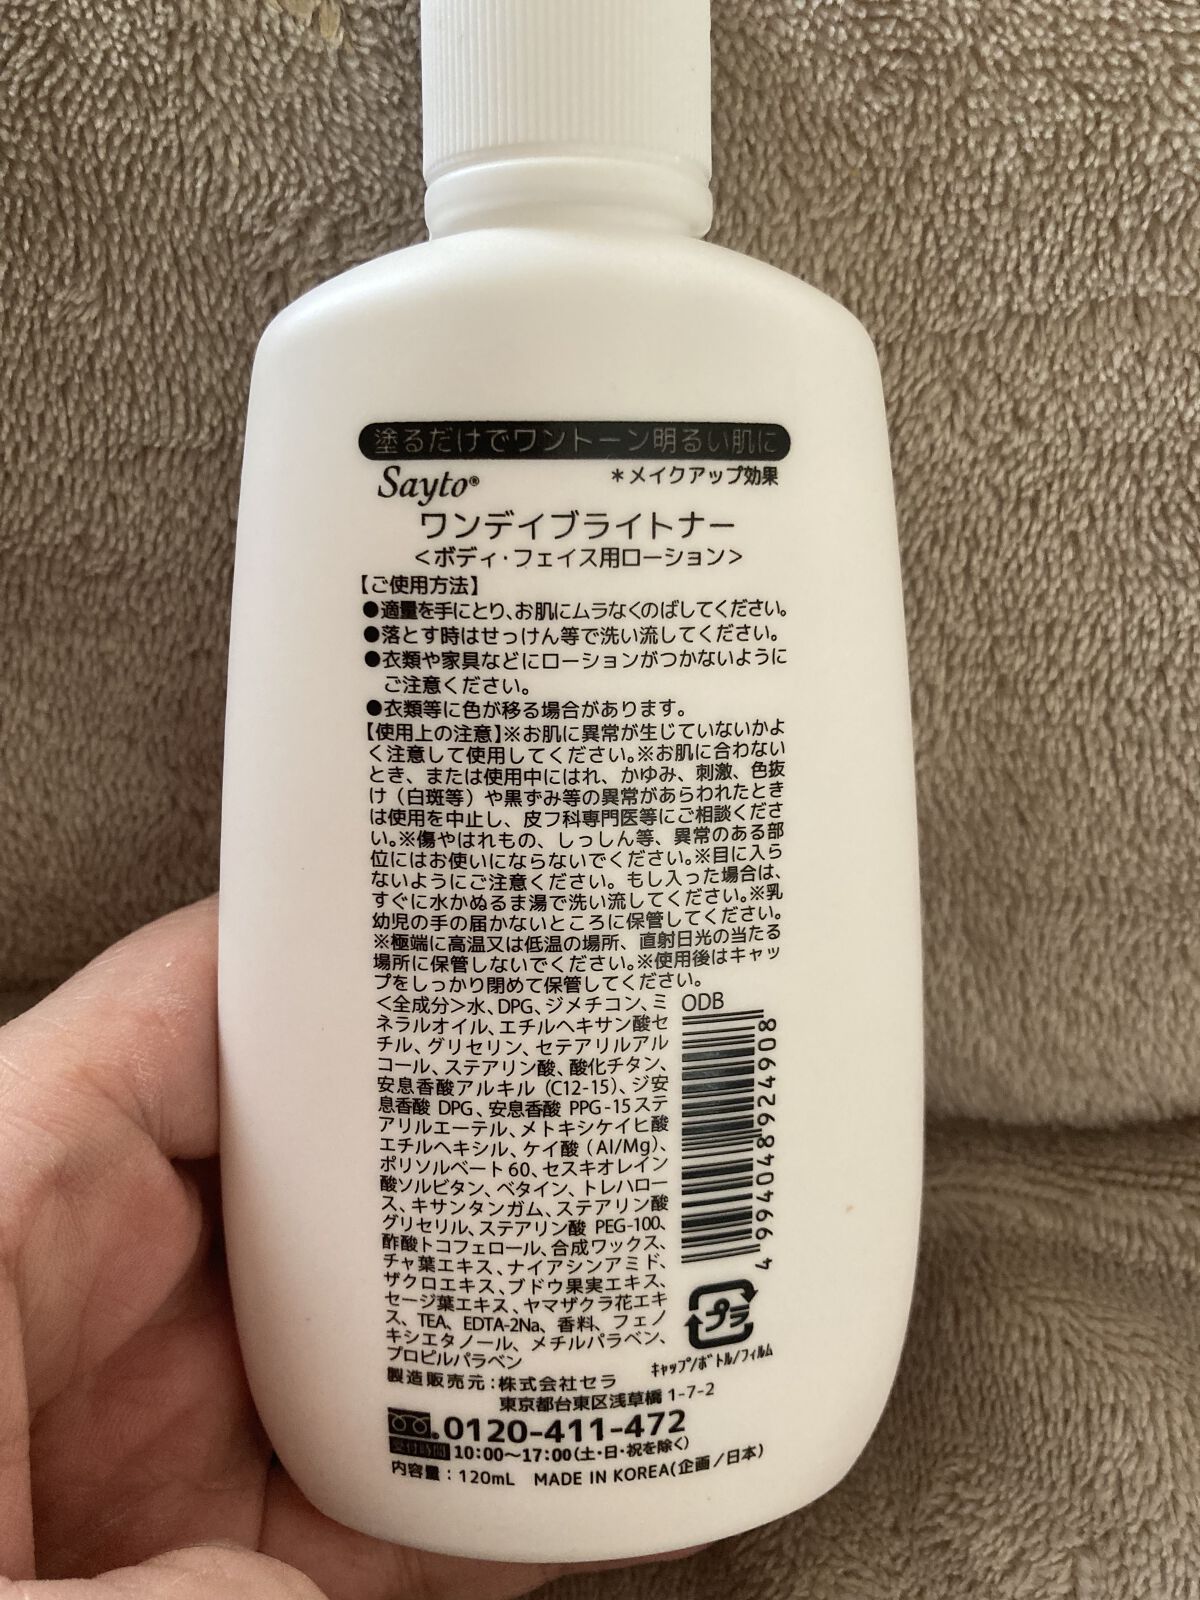 塗るだけでワントーン明るい肌に
Sayto®
＊メイクアップ効果
ワンデイブライトナー
＜ボディ・フェイス用ローション＞
【ご使用方法】
●適量を手にとり、お肌にムラなくのばしてください。
●落とす時はせっけん等で洗い流してください。
●衣類や家具などにローションがつかないように
ご注意ください。
●衣類等に色が移る場合があります。
【使用上の注意】※お肌に異常が生じていないかよ
く注意して使用してください。※お肌に合わない
とき、または使用中にはれ、かゆみ、刺激、色抜
け（白斑等）や黒ずみ等の異常があらわれたとき
は使用を中止し、皮フ科専門医等にご相談くださ
い。※傷やはれもの、しっしん等、異常のある部
位にはお使いにならないでください。※目に入ら
ないようにご注意ください。もし入った場合は、
すぐに水かぬるま湯で洗い流してください。※乳
幼児の手の届かないところに保管してください。
※極端に高温又は低温の場所、直射日光の当たる
場所に保管しないでください。※使用後はキャッ
プをしっかり閉めて保管してください。
＜全成分＞水、DPG、ジメチコン、ミ
ネラルオイル、エチルヘキサン酸セ
チル、グリセリン、セテアリルアル
コール、ステアリン酸、酸化チタン、
安息香酸アルキル（C12-15）、ジ安
息香酸 DPG、安息香酸 PPG-15ステ
アリルエーテル、メトキシケイヒ酸
エチルヘキシル、ケイ酸（Al/Mg）、
ポリソルベート60、セスキオレイン
酸ソルビタン、ベタイン、トレハロー
ス、キサンタンガム、ステアリン酸
グリセリル、ステアリン酸 PEG-100、
酢酸トコフェロール、合成ワックス、
チャ葉エキス、ナイアシンアミド、
ザクロエキス、ブドウ果実エキス、
セージ葉エキス、ヤマザクラ花エキ
ス、TEA、EDTA-2Na、香料、フェノ
キシエタノール、メチルパラベン、
プロピルパラベン
ODB
4994048924908
プラ
キャップ/ボトル/フィルム
製造販売元：株式会社セラ
東京都台東区浅草橋 1-7-2
0120-411-472
受付時間 10:00〜17:00（土・日・祝を除く）
内容量：120mL MADE IN KOREA（企画／日本）